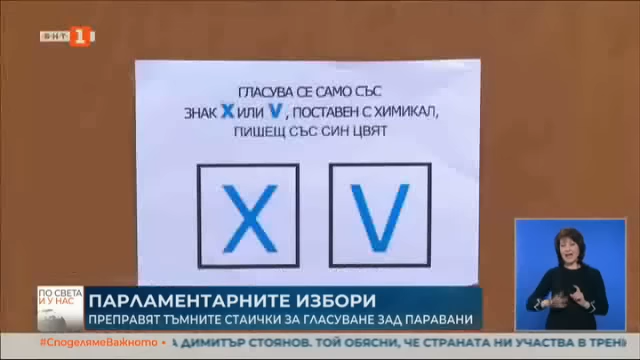 БНТ 1
ГЛАСУВА СЕ САМО СЪС
ЗНАК X ИЛИ V, ПОСТАВЕН С ХИМИКАЛ,
ПИШЕЩ СЪС СИН ЦВЯТ
X V
ПО СВЕТА
И У НАС
ПАРЛАМЕНТАРНИТЕ ИЗБОРИ
ПРЕПРАВЯТ ТЪМНИТЕ СТАИЧКИ ЗА ГЛАСУВАНЕ ЗАД ПАРАВАНИ
#СподелямеВажното • А ДИМИТЪР СТОЯНОВ. ТОЙ ОБЯСНИ, ЧЕ СТРАНАТА НИ УЧАСТВА В ТРЕН